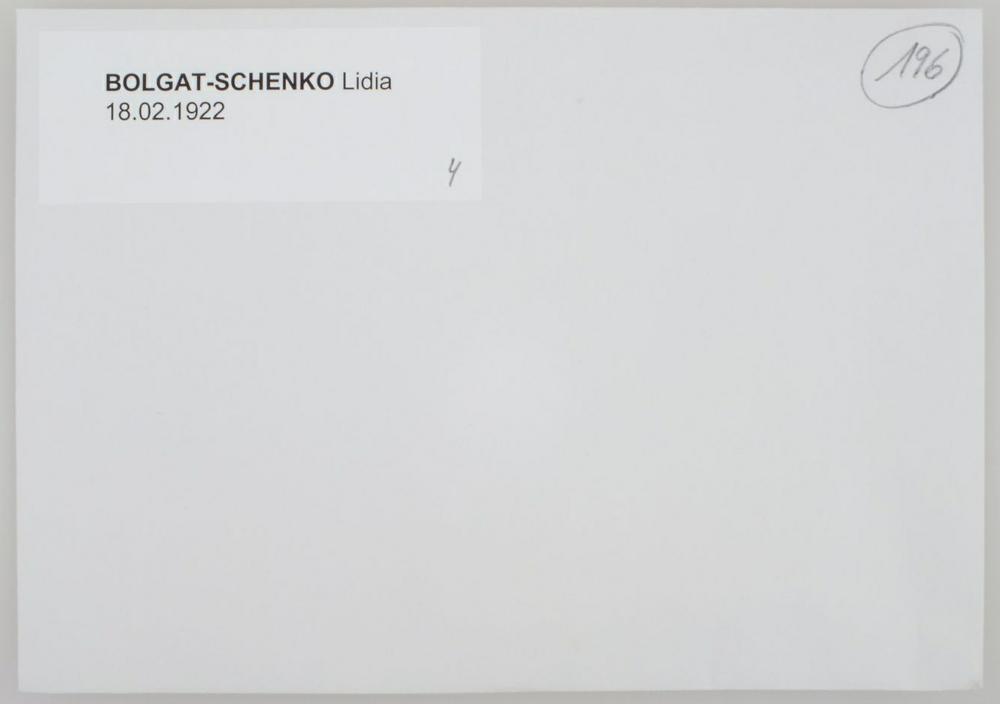 BOLGAT-SCHENKO Lidia
18.02.1922
4
196